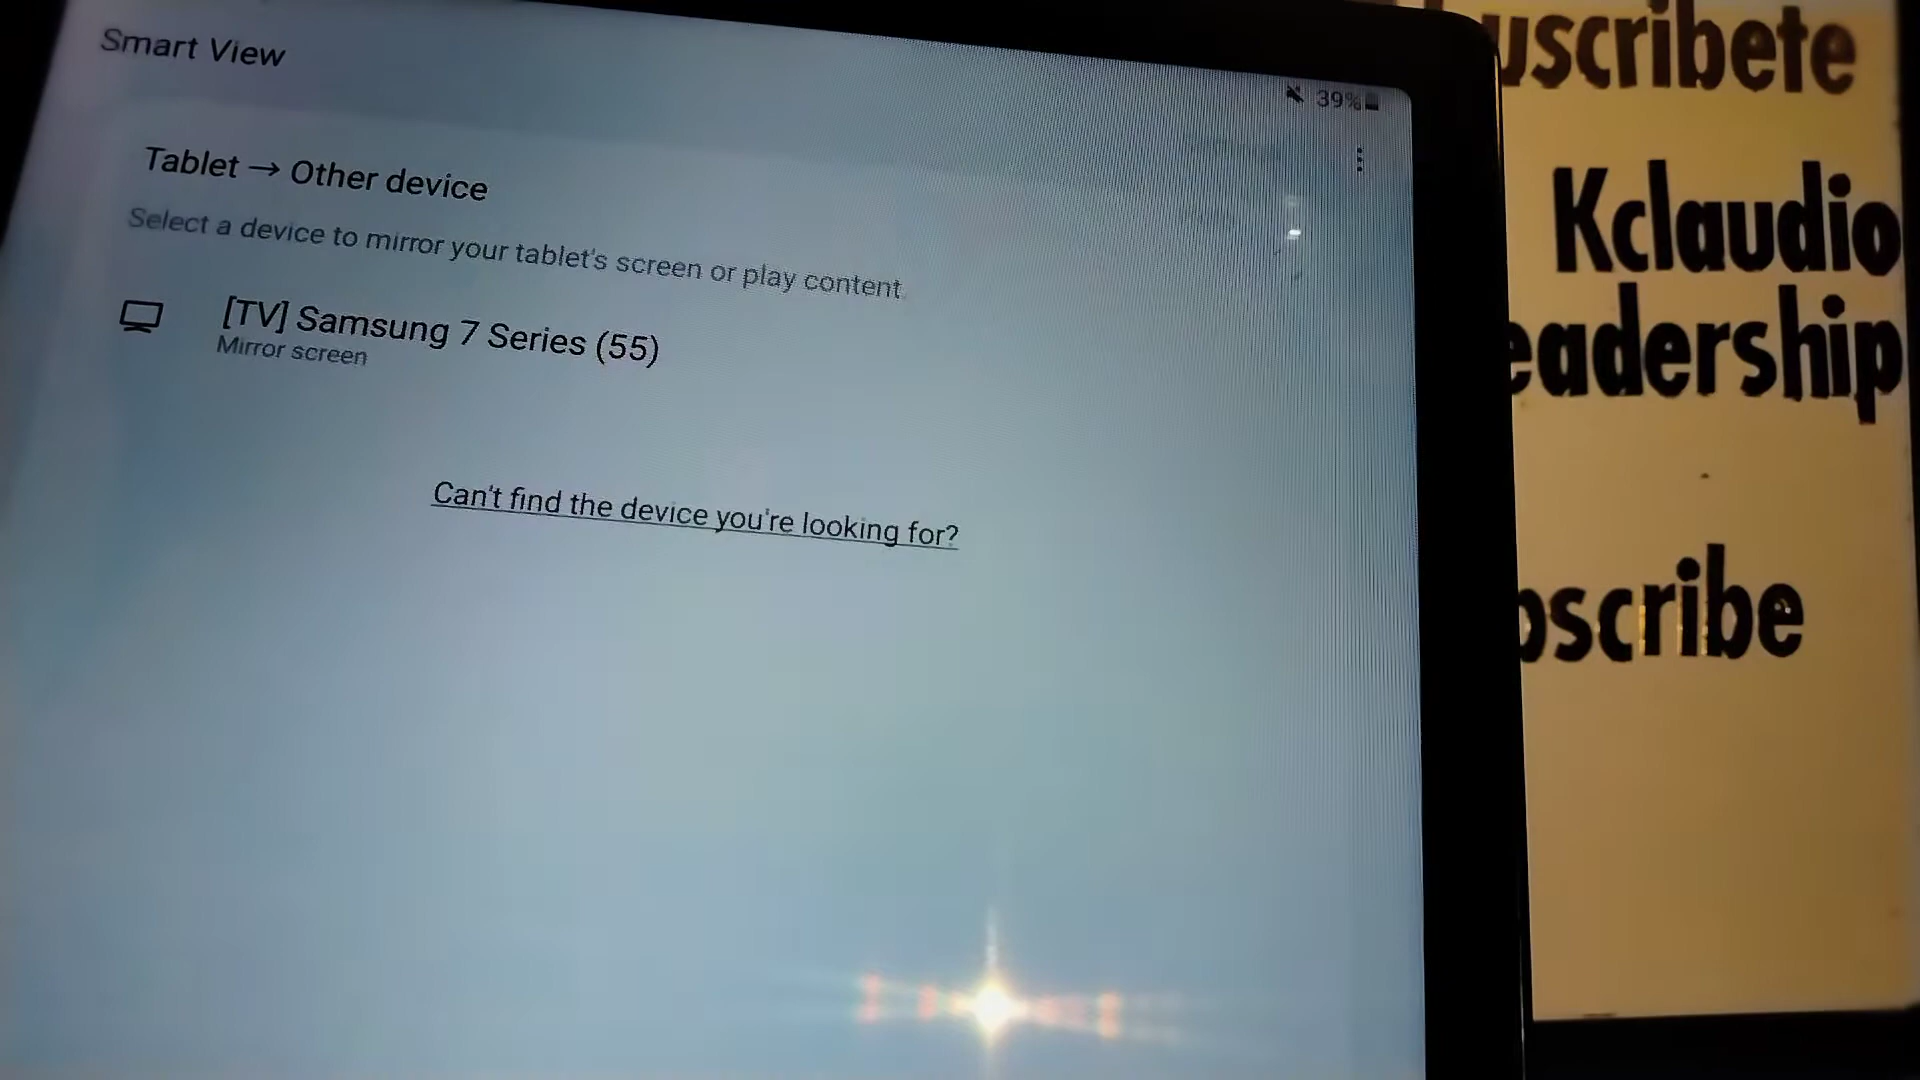 Smart View
39%
Tablet → Other device
Select a device to mirror your tablet's screen or play content.
[TV] Samsung 7 Series (55)
Mirror screen
Can't find the device you're looking for?
uscribete
Kclaudio
eadership
bscribe